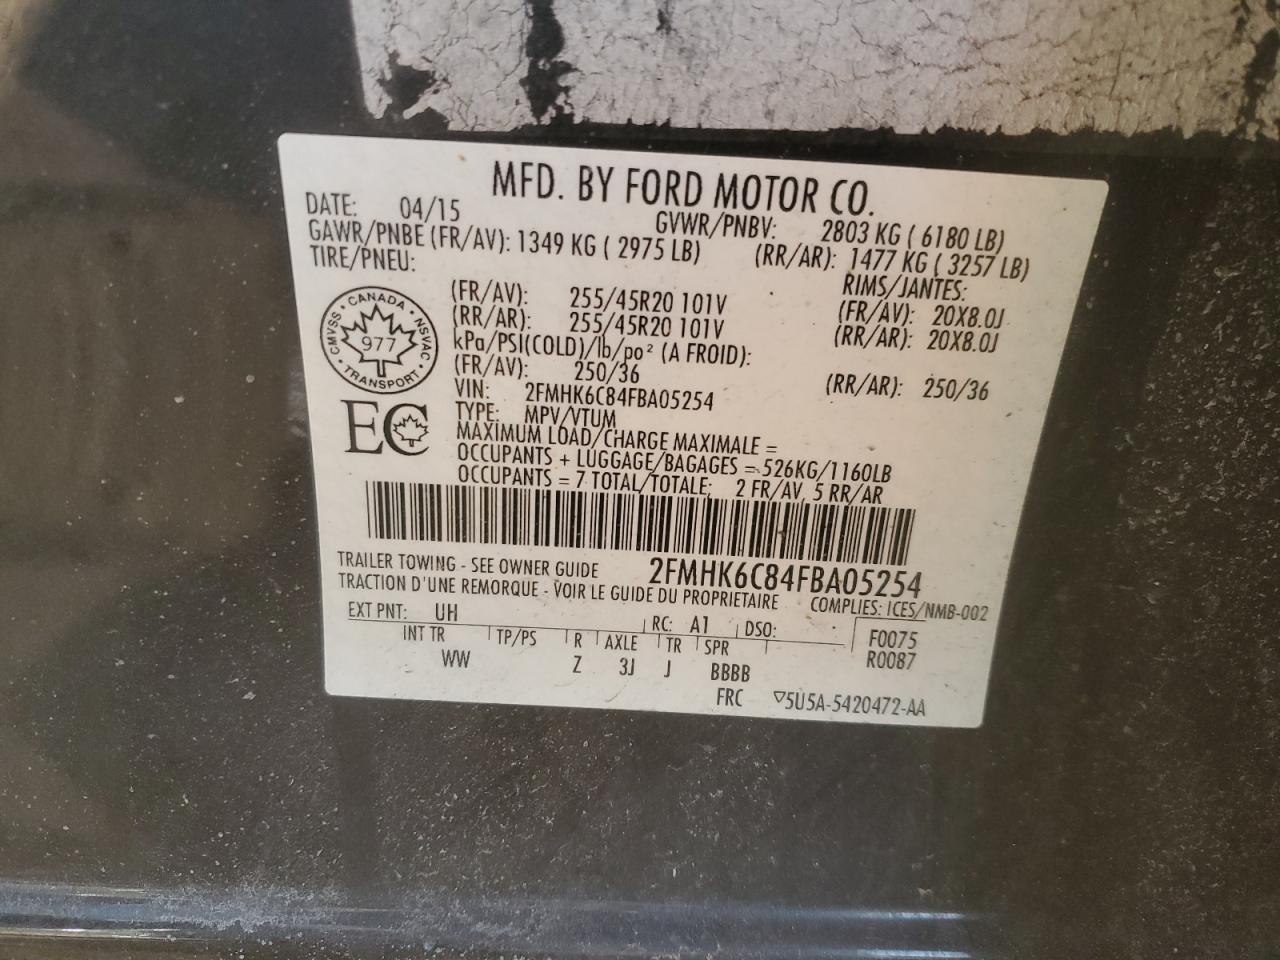 MFD. BY FORD MOTOR CO.
DATE: 04/15 GVWR/PNBV: 2803 KG ( 6180 LB)
GAWR/PNBE (FR/AV): 1349 KG ( 2975 LB) (RR/AR): 1477 KG ( 3257 LB)
TIRE/PNEU: RIMS/JANTES:
(FR/AV): 255/45R20 101V (FR/AV): 20X8.0J
(RR/AR): 255/45R20 101V (RR/AR): 20X8.0J
kPa/PSI(COLD)/lb/po² (A FROID):
(FR/AV): 250/36 (RR/AR): 250/36
VIN: 2FMHK6C84FBA05254
TYPE: MPV/VTUM
MAXIMUM LOAD/CHARGE MAXIMALE =
OCCUPANTS + LUGGAGE/BAGAGES = 526KG/1160LB
OCCUPANTS = 7 TOTAL/TOTALE: 2 FR/AV, 5 RR/AR
CANADA
CMVSS NSVAC
977
TRANSPORT
EC
2FMHK6C84FBA05254
TRAILER TOWING - SEE OWNER GUIDE
TRACTION D'UNE REMORQUE - VOIR LE GUIDE DU PROPRIETAIRE
COMPLIES: ICES/NMB-002
EXT PNT: UH RC: A1 DSO: F0075
INT TR TP/PS R AXLE TR SPR R0087
WW Z 3J J BBBB
FRC ▽5U5A-5420472-AA